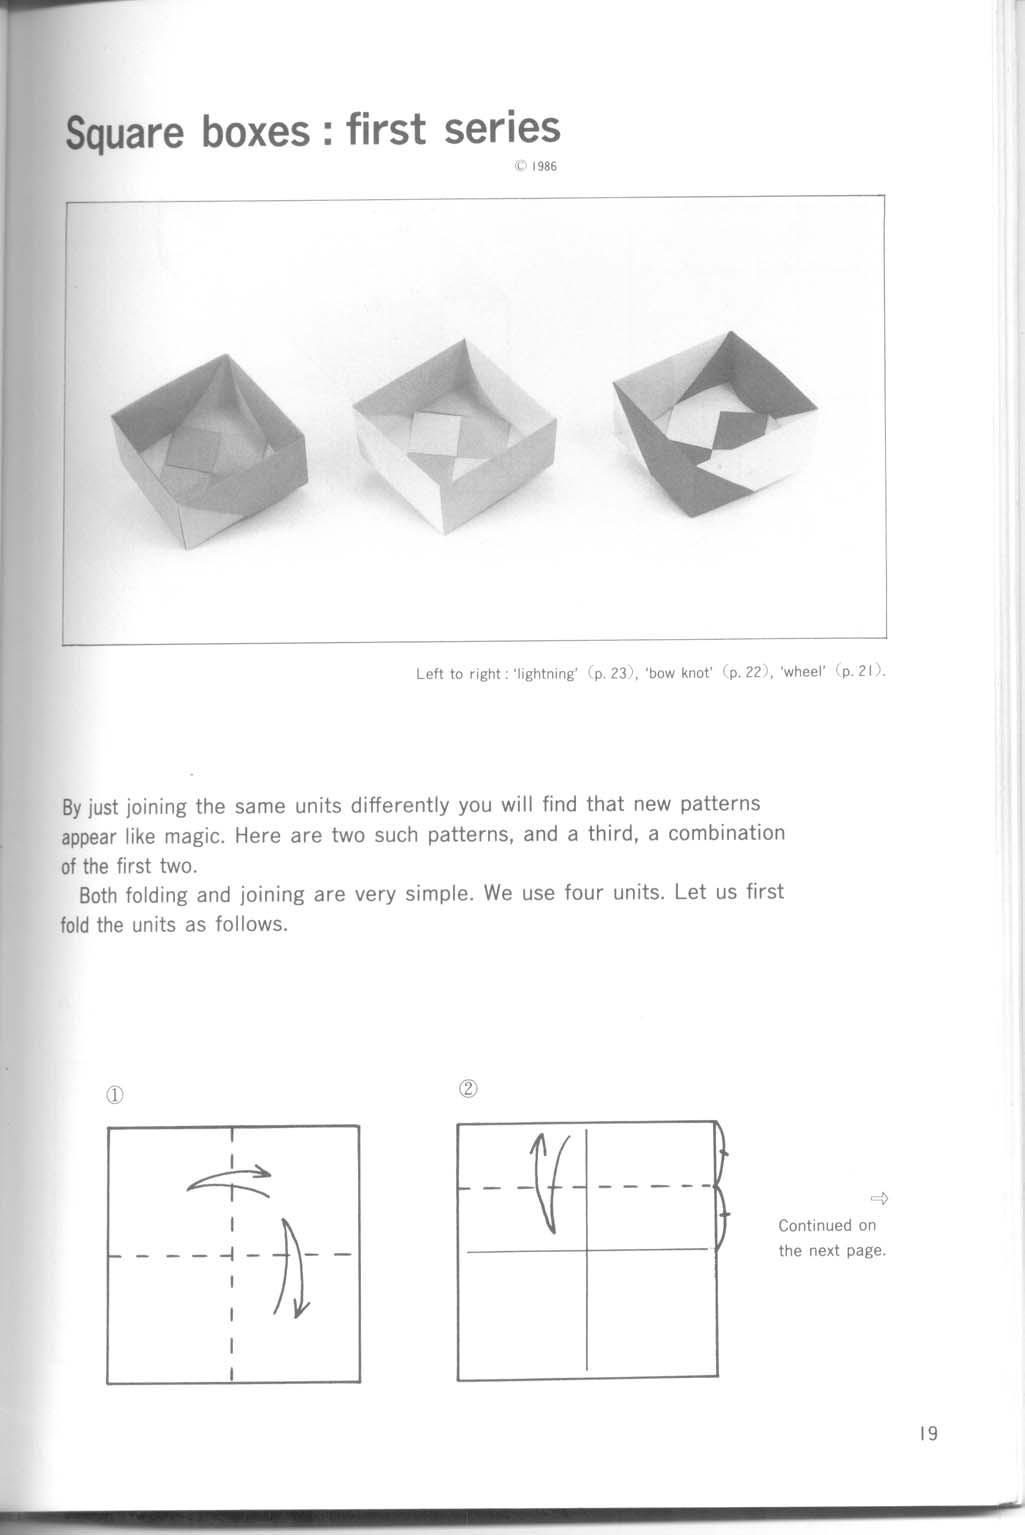 Square boxes : first series
© 1986
Left to right : 'lightning' (p. 23), 'bow knot' (p. 22), 'wheel' (p. 21).
By just joining the same units differently you will find that new patterns
appear like magic. Here are two such patterns, and a third, a combination
of the first two.
Both folding and joining are very simple. We use four units. Let us first
fold the units as follows.
①
②
⇨
Continued on
the next page.
19